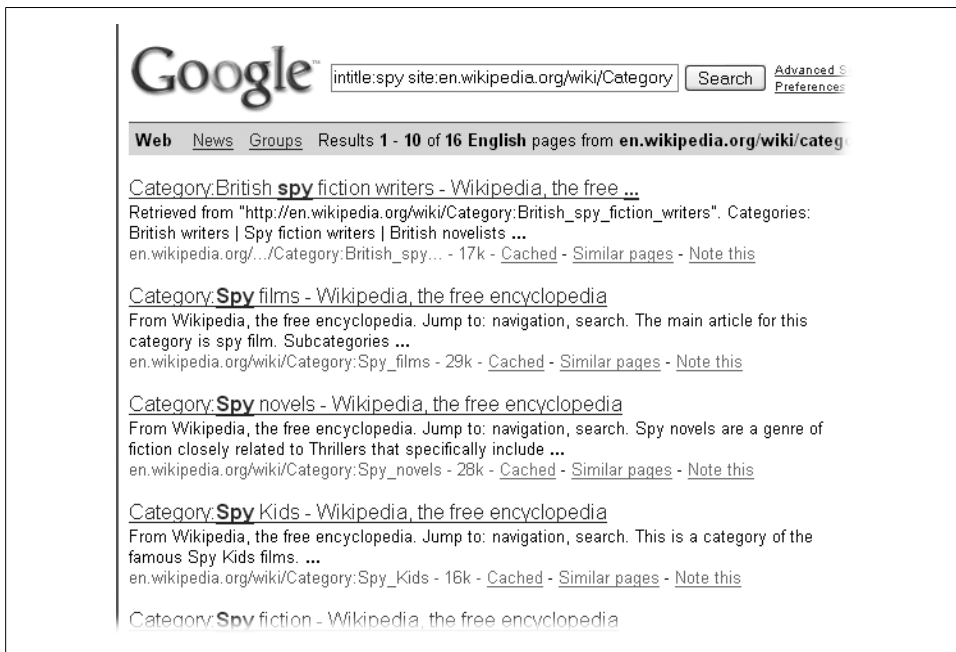 Google™ intitle:spy site:en.wikipedia.org/wiki/Category Search Advanced S
Preferences
Web News Groups Results 1 - 10 of 16 English pages from en.wikipedia.org/wiki/catego
Category:British spy fiction writers - Wikipedia, the free ...
Retrieved from "http://en.wikipedia.org/wiki/Category:British_spy_fiction_writers". Categories:
British writers | Spy fiction writers | British novelists ...
en.wikipedia.org/.../Category:British_spy... - 17k - Cached - Similar pages - Note this
Category:Spy films - Wikipedia, the free encyclopedia
From Wikipedia, the free encyclopedia. Jump to: navigation, search. The main article for this
category is spy film. Subcategories ...
en.wikipedia.org/wiki/Category:Spy_films - 29k - Cached - Similar pages - Note this
Category:Spy novels - Wikipedia, the free encyclopedia
From Wikipedia, the free encyclopedia. Jump to: navigation, search. Spy novels are a genre of
fiction closely related to Thrillers that specifically include ...
en.wikipedia.org/wiki/Category:Spy_novels - 28k - Cached - Similar pages - Note this
Category:Spy Kids - Wikipedia, the free encyclopedia
From Wikipedia, the free encyclopedia. Jump to: navigation, search. This is a category of the
famous Spy Kids films. ...
en.wikipedia.org/wiki/Category:Spy_Kids - 16k - Cached - Similar pages - Note this
Category:Spy fiction - Wikipedia, the free encyclopedia